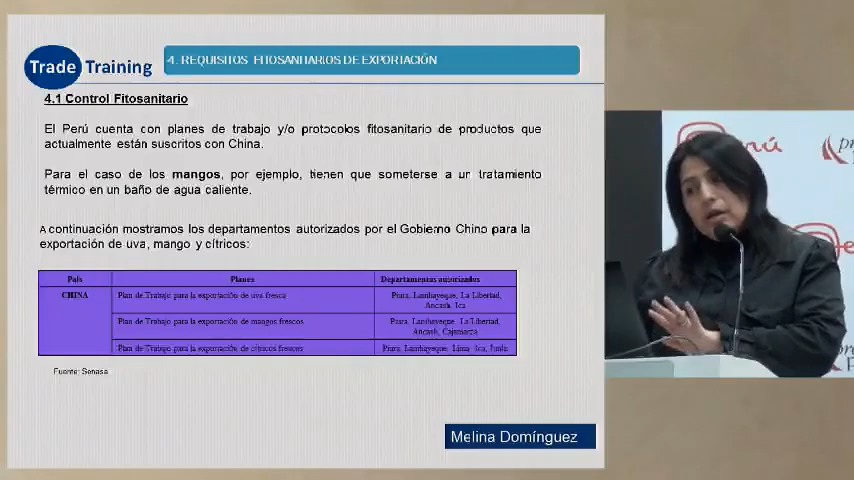 Trade Training
4. REQUISITOS FITOSANITARIOS DE EXPORTACIÓN
4.1 Control Fitosanitario
El Perú cuenta con planes de trabajo y/o protocolos fitosanitario de productos que
actualmente están suscritos con China.
Para el caso de los mangos, por ejemplo, tienen que someterse a un tratamiento
térmico en un baño de agua caliente.
A continuación mostramos los departamentos autorizados por el Gobierno Chino para la
exportación de uva, mango y cítricos:
País Planes Departamentos autorizados
CHINA Plan de Trabajo para la exportación de uva fresca Piura, Lambayeque, La Libertad,
Ancash, Ica
Plan de Trabajo para la exportación de mangos frescos Piura, Lambayeque, La Libertad,
Ancash, Cajamarca
Plan de Trabajo para la exportación de cítricos frescos Piura, Lambayeque, Lima, Ica, Junín
Fuente: Senasa
Melina Domínguez